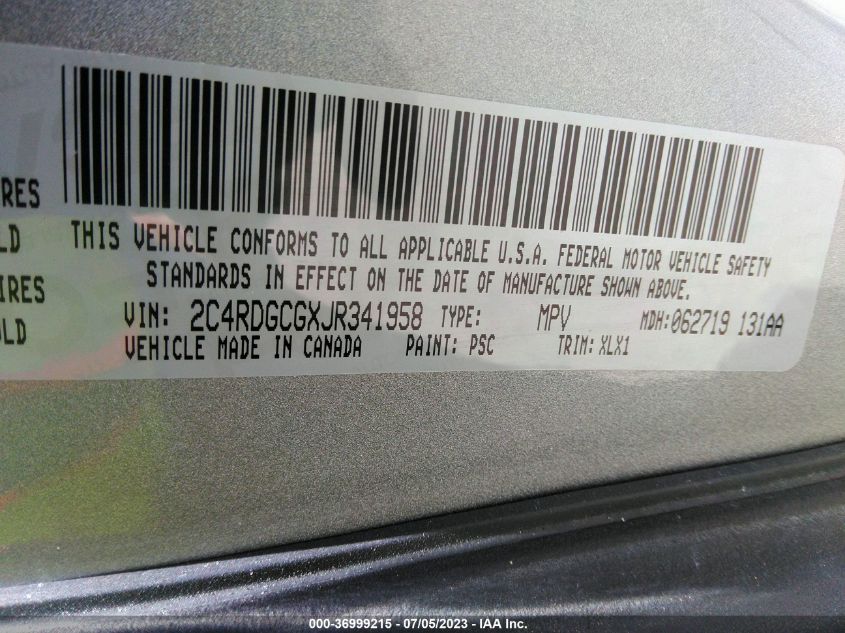 THIS VEHICLE CONFORMS TO ALL APPLICABLE U.S.A. FEDERAL MOTOR VEHICLE SAFETY
STANDARDS IN EFFECT ON THE DATE OF MANUFACTURE SHOWN ABOVE.
VIN: 2C4RDGCGXJR341958 TYPE: MPV MDH:062719 131AA
VEHICLE MADE IN CANADA PAINT: PSC TRIM: XLX1
IRES
LD
IRES
OLD
000-36999215 - 07/05/2023 - IAA Inc.